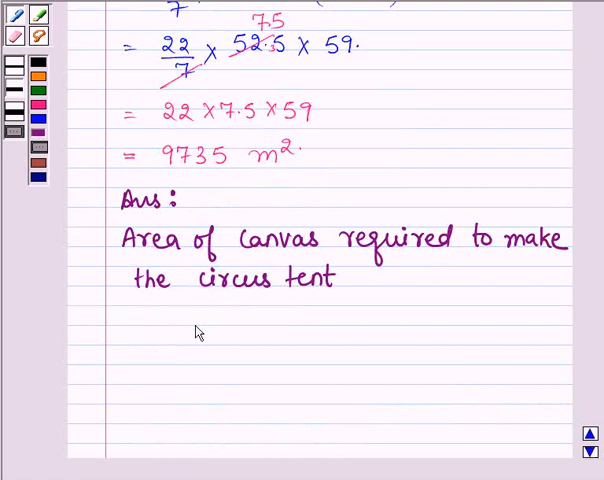 7
75
= 22/7 × 52.5 × 59.
= 22 × 7.5 × 59
= 9735 m².
Ans :
Area of canvas required to make
the circus tent